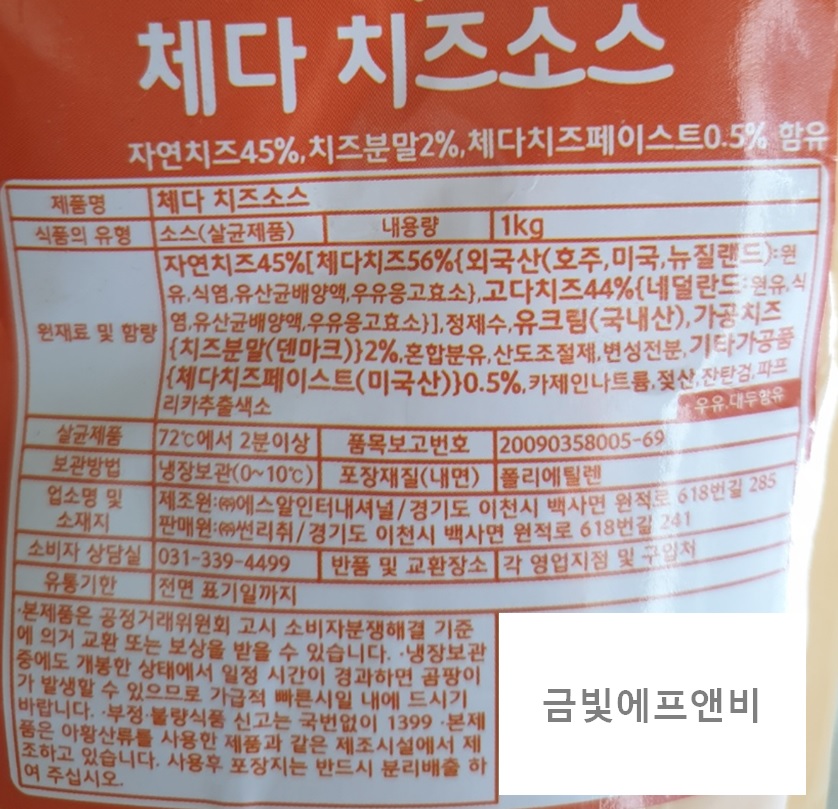 체다 치즈소스
자연치즈45%,치즈분말2%,체다치즈페이스트0.5% 함유
제품명 체다 치즈소스
식품의 유형 소스(살균제품) 내용량 1kg
원재료 및 함량
자연치즈45%[체다치즈56%{외국산(호주,미국,뉴질랜드):원
유,식염,유산균배양액,우유응고효소},고다치즈44%{네덜란드:원유,식
염,유산균배양액,우유응고효소}],정제수,유크림(국내산),가공치즈
{치즈분말(덴마크)}2%,혼합분유,산도조절제,변성전분,기타가공품
{체다치즈페이스트(미국산)}0.5%,카제인나트륨,젖산,잔탄검,파프
리카추출색소
우유,대두함유
살균제품 72℃에서 2분이상 품목보고번호 20090358005-69
보관방법 냉장보관(0~10℃) 포장재질(내면) 폴리에틸렌
업소명 및
소재지
제조원:㈜에스알인터내셔널/경기도 이천시 백사면 원적로 618번길 285
판매원:㈜썬리취/경기도 이천시 백사면 원적로 618번길 241
소비자 상담실 031-339-4499 반품 및 교환장소 각 영업지점 및 구입처
유통기한 전면 표기일까지
·본제품은 공정거래위원회 고시 소비자분쟁해결 기준
에 의거 교환 또는 보상을 받을 수 있습니다. ·냉장보관
중에도 개봉한 상태에서 일정 시간이 경과하면 곰팡이
가 발생할 수 있으므로 가급적 빠른시일 내에 드시기
바랍니다. ·부정·불량식품 신고는 국번없이 1399 ·본제
품은 아황산류를 사용한 제품과 같은 제조시설에서 제
조하고 있습니다. 사용후 포장지는 반드시 분리배출 하
여 주십시오.
금빛에프앤비